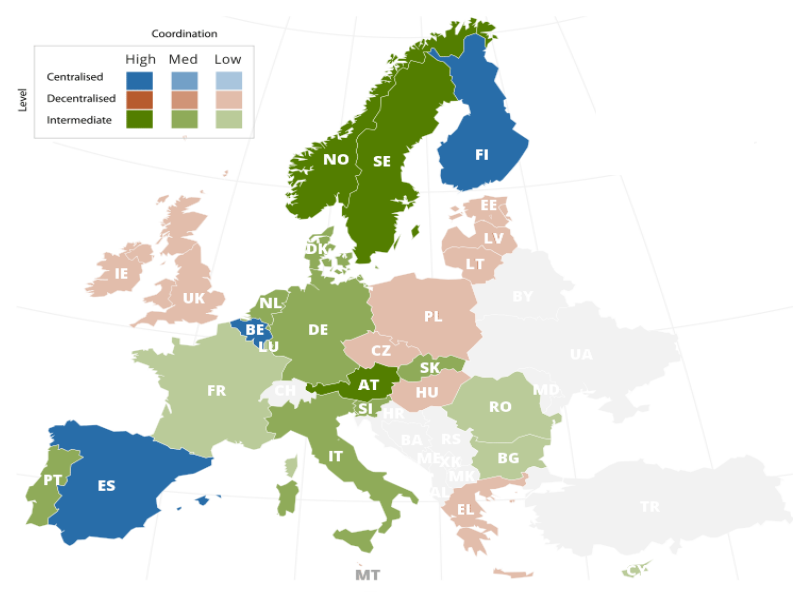 Coordination
High Med Low
Level
Centralised
Decentralised
Intermediate
NO
SE
FI
EE
LV
LT
DK
IE
UK
NL
BE
LU
DE
PL
BY
UA
CZ
SK
FR
CH
AT
HU
MD
SI
HR
RO
BA
RS
IT
ME
XK
BG
MK
AL
PT
ES
EL
TR
CY
MT